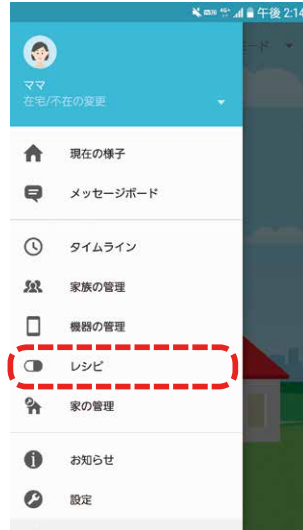 午後 2:14
ママ
在宅/不在の変更
現在の様子
メッセージボード
タイムライン
家族の管理
機器の管理
レシピ
家の管理
お知らせ
設定